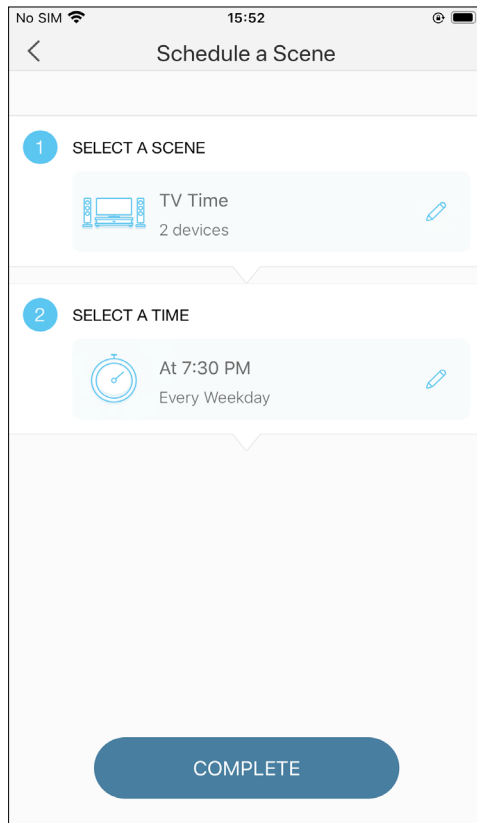 No SIM 15:52
Schedule a Scene
1 SELECT A SCENE
TV Time
2 devices
2 SELECT A TIME
At 7:30 PM
Every Weekday
COMPLETE